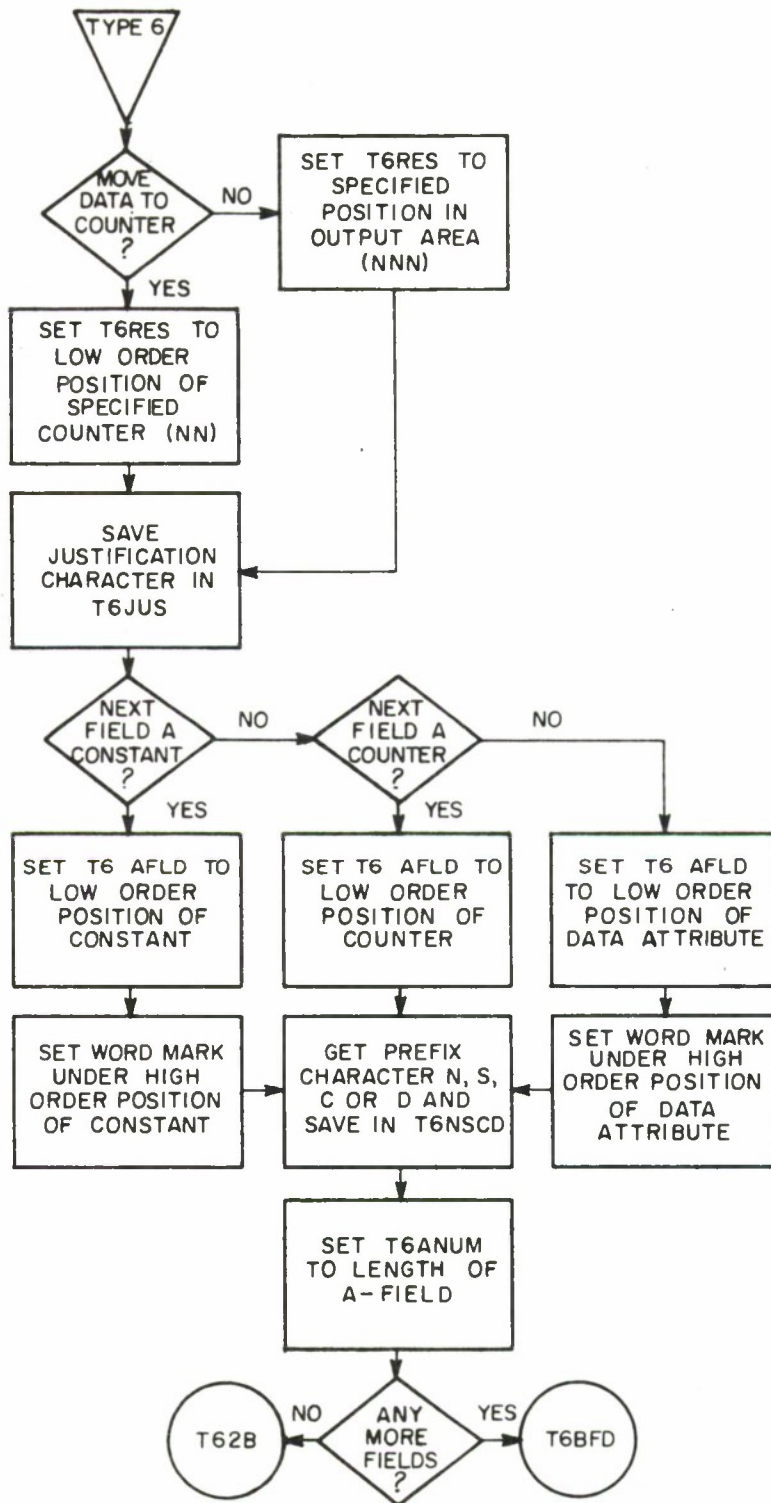 TYPE 6
MOVE
DATA TO
COUNTER
?
NO
SET T6RES TO
SPECIFIED
POSITION IN
OUTPUT AREA
(NNN)
YES
SET T6RES TO
LOW ORDER
POSITION OF
SPECIFIED
COUNTER (NN)
SAVE
JUSTIFICATION
CHARACTER IN
T6JUS
NEXT
FIELD A
CONSTANT
?
NO
NEXT
FIELD A
COUNTER
?
NO
YES
YES
SET T6 AFLD TO
LOW ORDER
POSITION OF
CONSTANT
SET T6 AFLD TO
LOW ORDER
POSITION OF
COUNTER
SET T6 AFLD
TO LOW ORDER
POSITION OF
DATA ATTRIBUTE
SET WORD MARK
UNDER HIGH
ORDER POSITION
OF CONSTANT
GET PREFIX
CHARACTER N, S,
C OR D AND
SAVE IN T6NSCD
SET WORD MARK
UNDER HIGH
ORDER POSITION
OF DATA
ATTRIBUTE
SET T6ANUM
TO LENGTH OF
A-FIELD
ANY
MORE
FIELDS
?
NO
YES
T62B
T6BFD